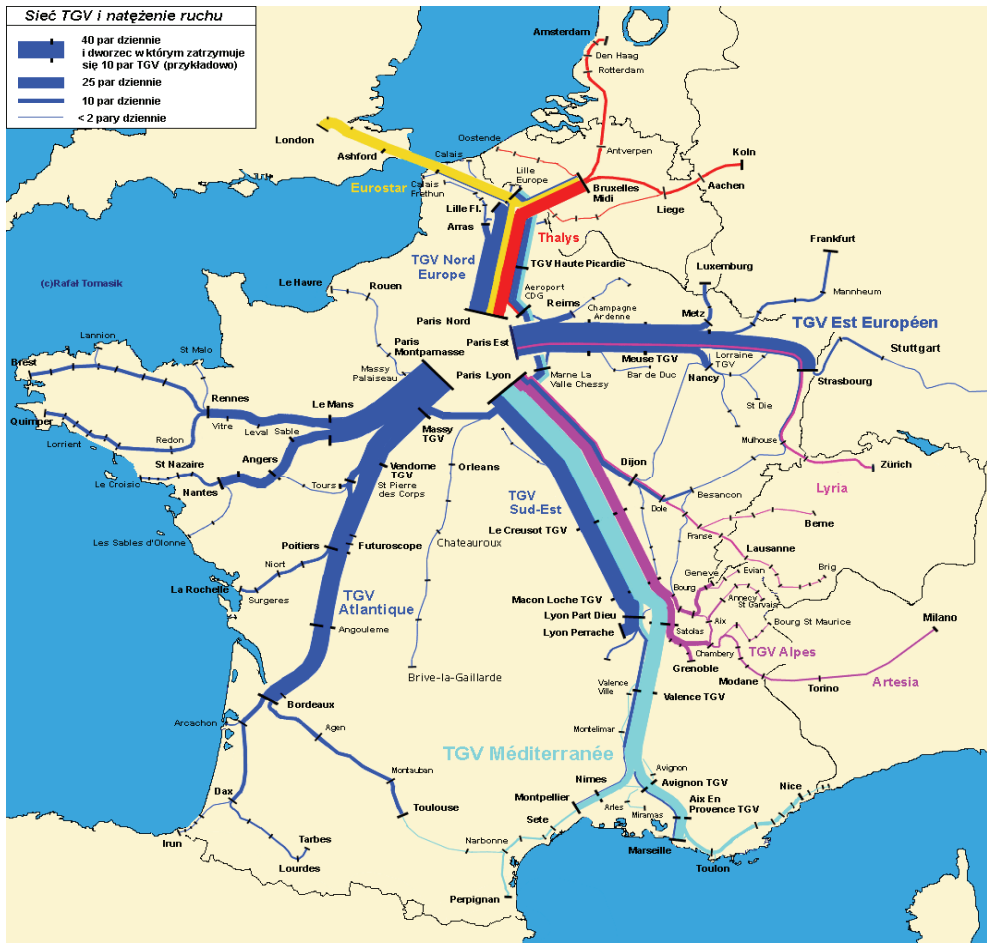 Sieć TGV i natężenie ruchu
40 par dziennie
i dworzec w którym zatrzymuje
się 10 par TGV (przykładowo)
25 par dziennie
10 par dziennie
< 2 pary dziennie
Amsterdam
Den Haag
Rotterdam
London
Ashford
Eurostar
Oostende
Calais
Calais
Frethun
Lille
Europe
Antverpen
Koln
Aachen
Bruxelles
Midi
Liege
Lille Fl.
Arras
Thalys
TGV Nord
Europe
TGV Haute Picardie
Frankfurt
Luxemburg
Mannheum
(c)Rafał Tomasik
Le Havre
Rouen
Aeroport
CDG
Reims
Champagne
Ardenne
Metz
TGV Est Européen
Paris Nord
Paris
Montparnasse
Paris Est
Lannion
St Malo
Massy
Palaiseau
Paris Lyon
Marne La
Valle Chessy
Meuse TGV
Bar de Duc
Lorraine
TGV
Nancy
Stuttgart
Strasbourg
Brest
Rennes
Le Mans
Massy
TGV
St Die
Quimper
Lorrient
Vitre
Leval
Sable
Redon
Mulhouse
St Nazaire
Angers
Vendome
TGV
Orleans
Dijon
Zürich
Le Croisic
Nantes
Tours
St Pierre
des Corps
TGV
Sud-Est
Besancon
Lyria
Dole
Berne
Les Sables d'Olonne
Le Creusot TGV
Franse
Poitiers
Futuroscope
Chateauroux
Lausanne
Niort
La Rochelle
Surgeres
Geneve
Evian
Brig
Bourg
TGV
Atlantique
Macon Loche TGV
Annecy
St Garvais
Milano
Lyon Part Dieu
Lyon Perrache
Aix
Bourg St Maurice
Angouleme
Satolas
Chambery
TGV Alpes
Grenoble
Brive-la-Gaillarde
Modane
Torino
Artesia
Valence
Ville
Valence TGV
Bordeaux
Arcachon
Agen
Montelimar
TGV Méditerranée
Montauban
Avignon
Avignon TGV
Nimes
Nice
Dax
Toulouse
Montpellier
Arles
Aix En
Provence TGV
Miramas
Sete
Irun
Tarbes
Narbonne
Marseille
Lourdes
Toulon
Perpignan